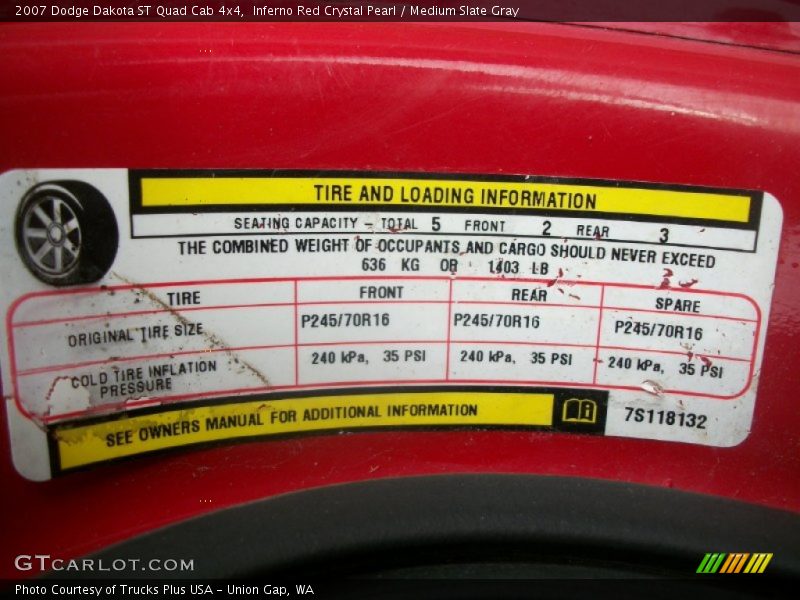 2007 Dodge Dakota ST Quad Cab 4x4,  Inferno Red Crystal Pearl / Medium Slate Gray
TIRE AND LOADING INFORMATION
SEATING CAPACITY - TOTAL 5 FRONT 2 REAR 3
THE COMBINED WEIGHT OF OCCUPANTS AND CARGO SHOULD NEVER EXCEED
636 KG OR 1403 LB
TIRE FRONT REAR SPARE
ORIGINAL TIRE SIZE P245/70R16 P245/70R16 P245/70R16
COLD TIRE INFLATION PRESSURE 240 kPa, 35 PSI 240 kPa, 35 PSI 240 kPa, 35 PSI
SEE OWNERS MANUAL FOR ADDITIONAL INFORMATION
7S118132
GTCARLOT.COM
Photo Courtesy of Trucks Plus USA - Union Gap, WA